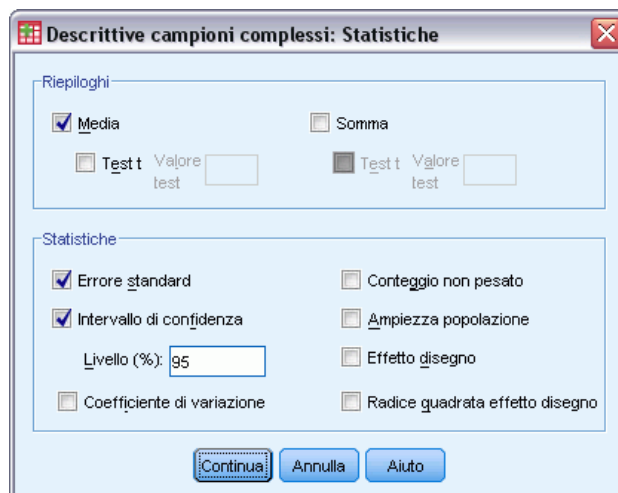 Descrittive campioni complessi: Statistiche
Riepiloghi
Media
Somma
Test t Valore test
Test t Valore test
Statistiche
Errore standard
Conteggio non pesato
Intervallo di confidenza
Ampiezza popolazione
Livello (%): 95
Effetto disegno
Coefficiente di variazione
Radice quadrata effetto disegno
Continua
Annulla
Aiuto